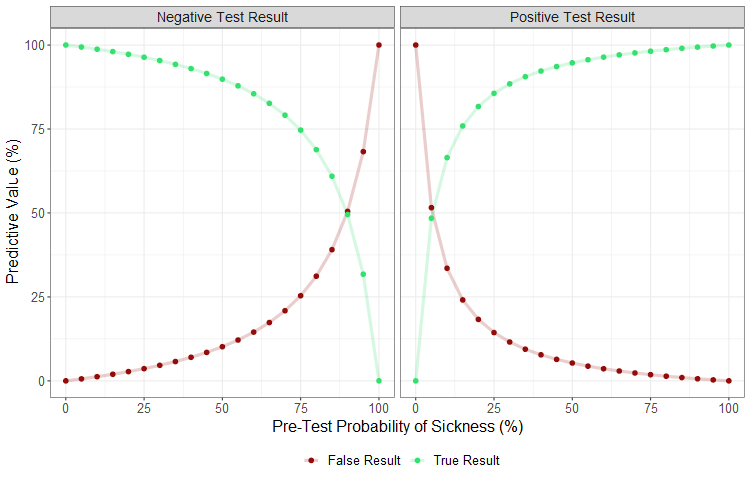 Negative Test Result Positive Test Result
100
75
50
25
0
Predictive Value (%)
0 25 50 75 100 0 25 50 75 100
Pre-Test Probability of Sickness (%)
False Result True Result